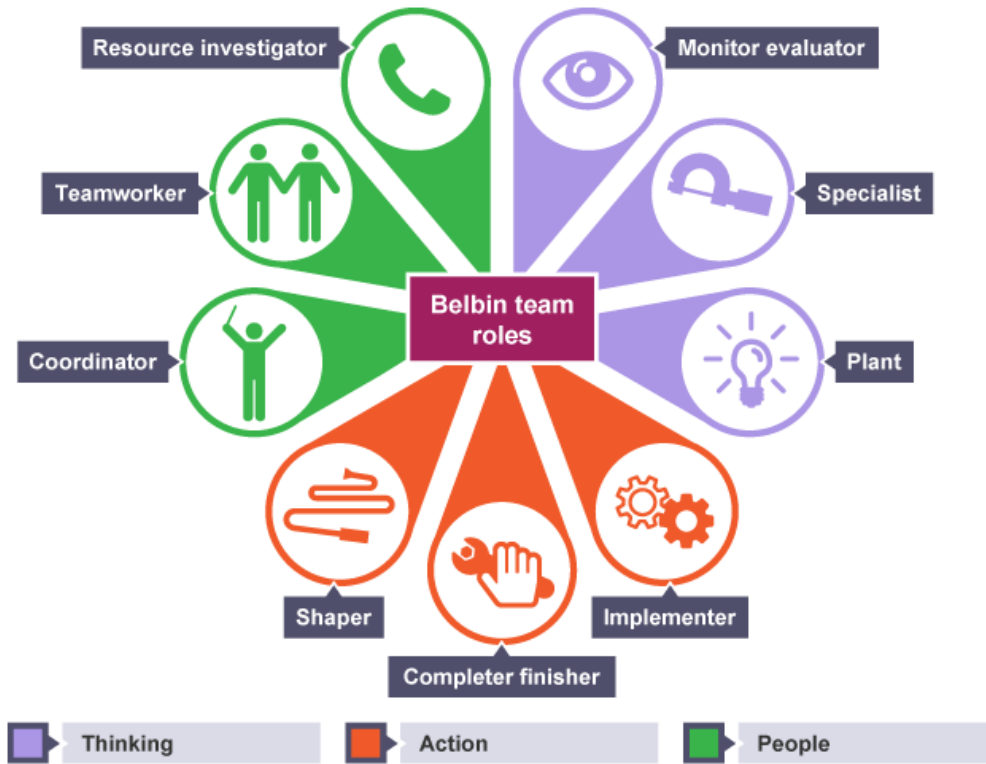 Resource investigator
Monitor evaluator
Teamworker
Specialist
Belbin team
roles
Coordinator
Plant
Shaper
Implementer
Completer finisher
Thinking
Action
People